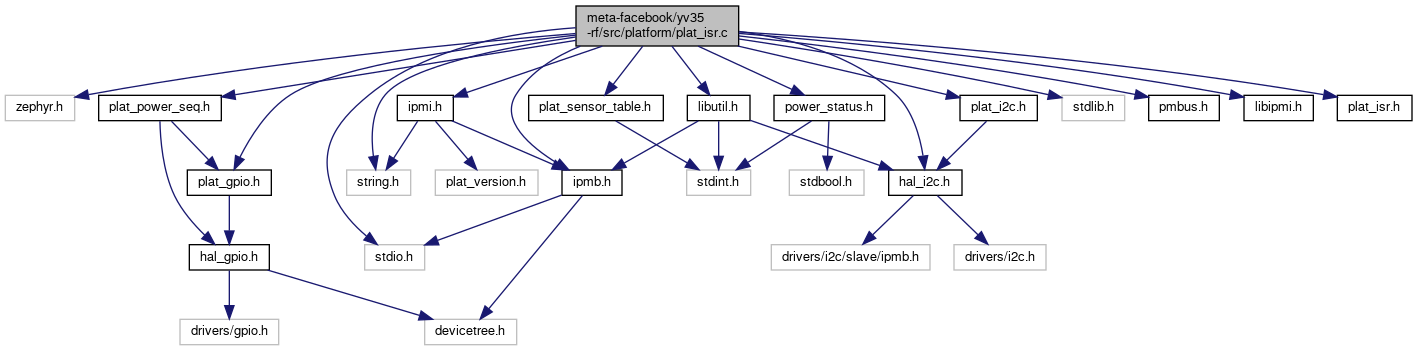 meta-facebook/yv35
-rf/src/platform/plat_isr.c
zephyr.h
plat_power_seq.h
ipmi.h
plat_sensor_table.h
libutil.h
power_status.h
plat_i2c.h
stdlib.h
pmbus.h
libipmi.h
plat_isr.h
plat_gpio.h
string.h
plat_version.h
ipmb.h
stdint.h
stdbool.h
hal_i2c.h
hal_gpio.h
stdio.h
drivers/i2c/slave/ipmb.h
drivers/i2c.h
drivers/gpio.h
devicetree.h